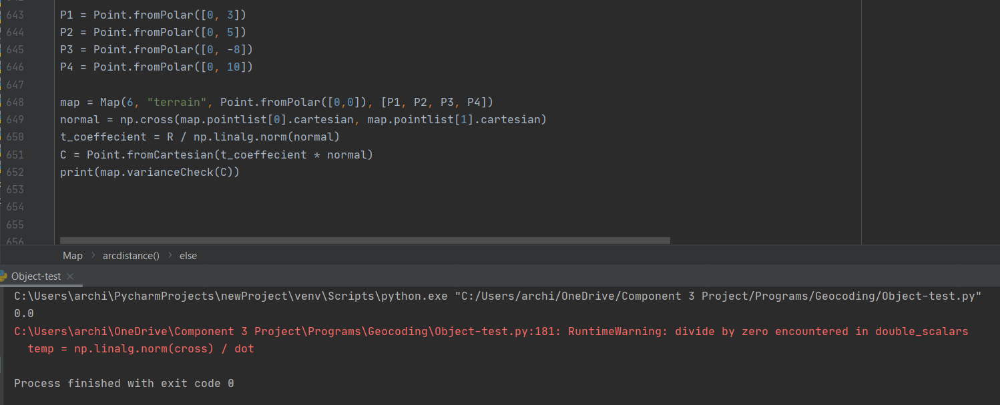 643 P1 = Point.fromPolar([0, 3])
644 P2 = Point.fromPolar([0, 5])
645 P3 = Point.fromPolar([0, -8])
646 P4 = Point.fromPolar([0, 10])
647
648 map = Map(6, "terrain", Point.fromPolar([0,0]), [P1, P2, P3, P4])
649 normal = np.cross(map.pointlist[0].cartesian, map.pointlist[1].cartesian)
650 t_coeffecient = R / np.linalg.norm(normal)
651 C = Point.fromCartesian(t_coeffecient * normal)
652 print(map.varianceCheck(C))
653
654
655
656
Map > arcdistance() > else
Object-test ×
C:\Users\archi\PycharmProjects\newProject\venv\Scripts\python.exe "C:/Users/archi/OneDrive/Component 3 Project/Programs/Geocoding/Object-test.py"
0.0
C:\Users\archi\OneDrive\Component 3 Project\Programs\Geocoding\Object-test.py:181: RuntimeWarning: divide by zero encountered in double_scalars
temp = np.linalg.norm(cross) / dot
Process finished with exit code 0